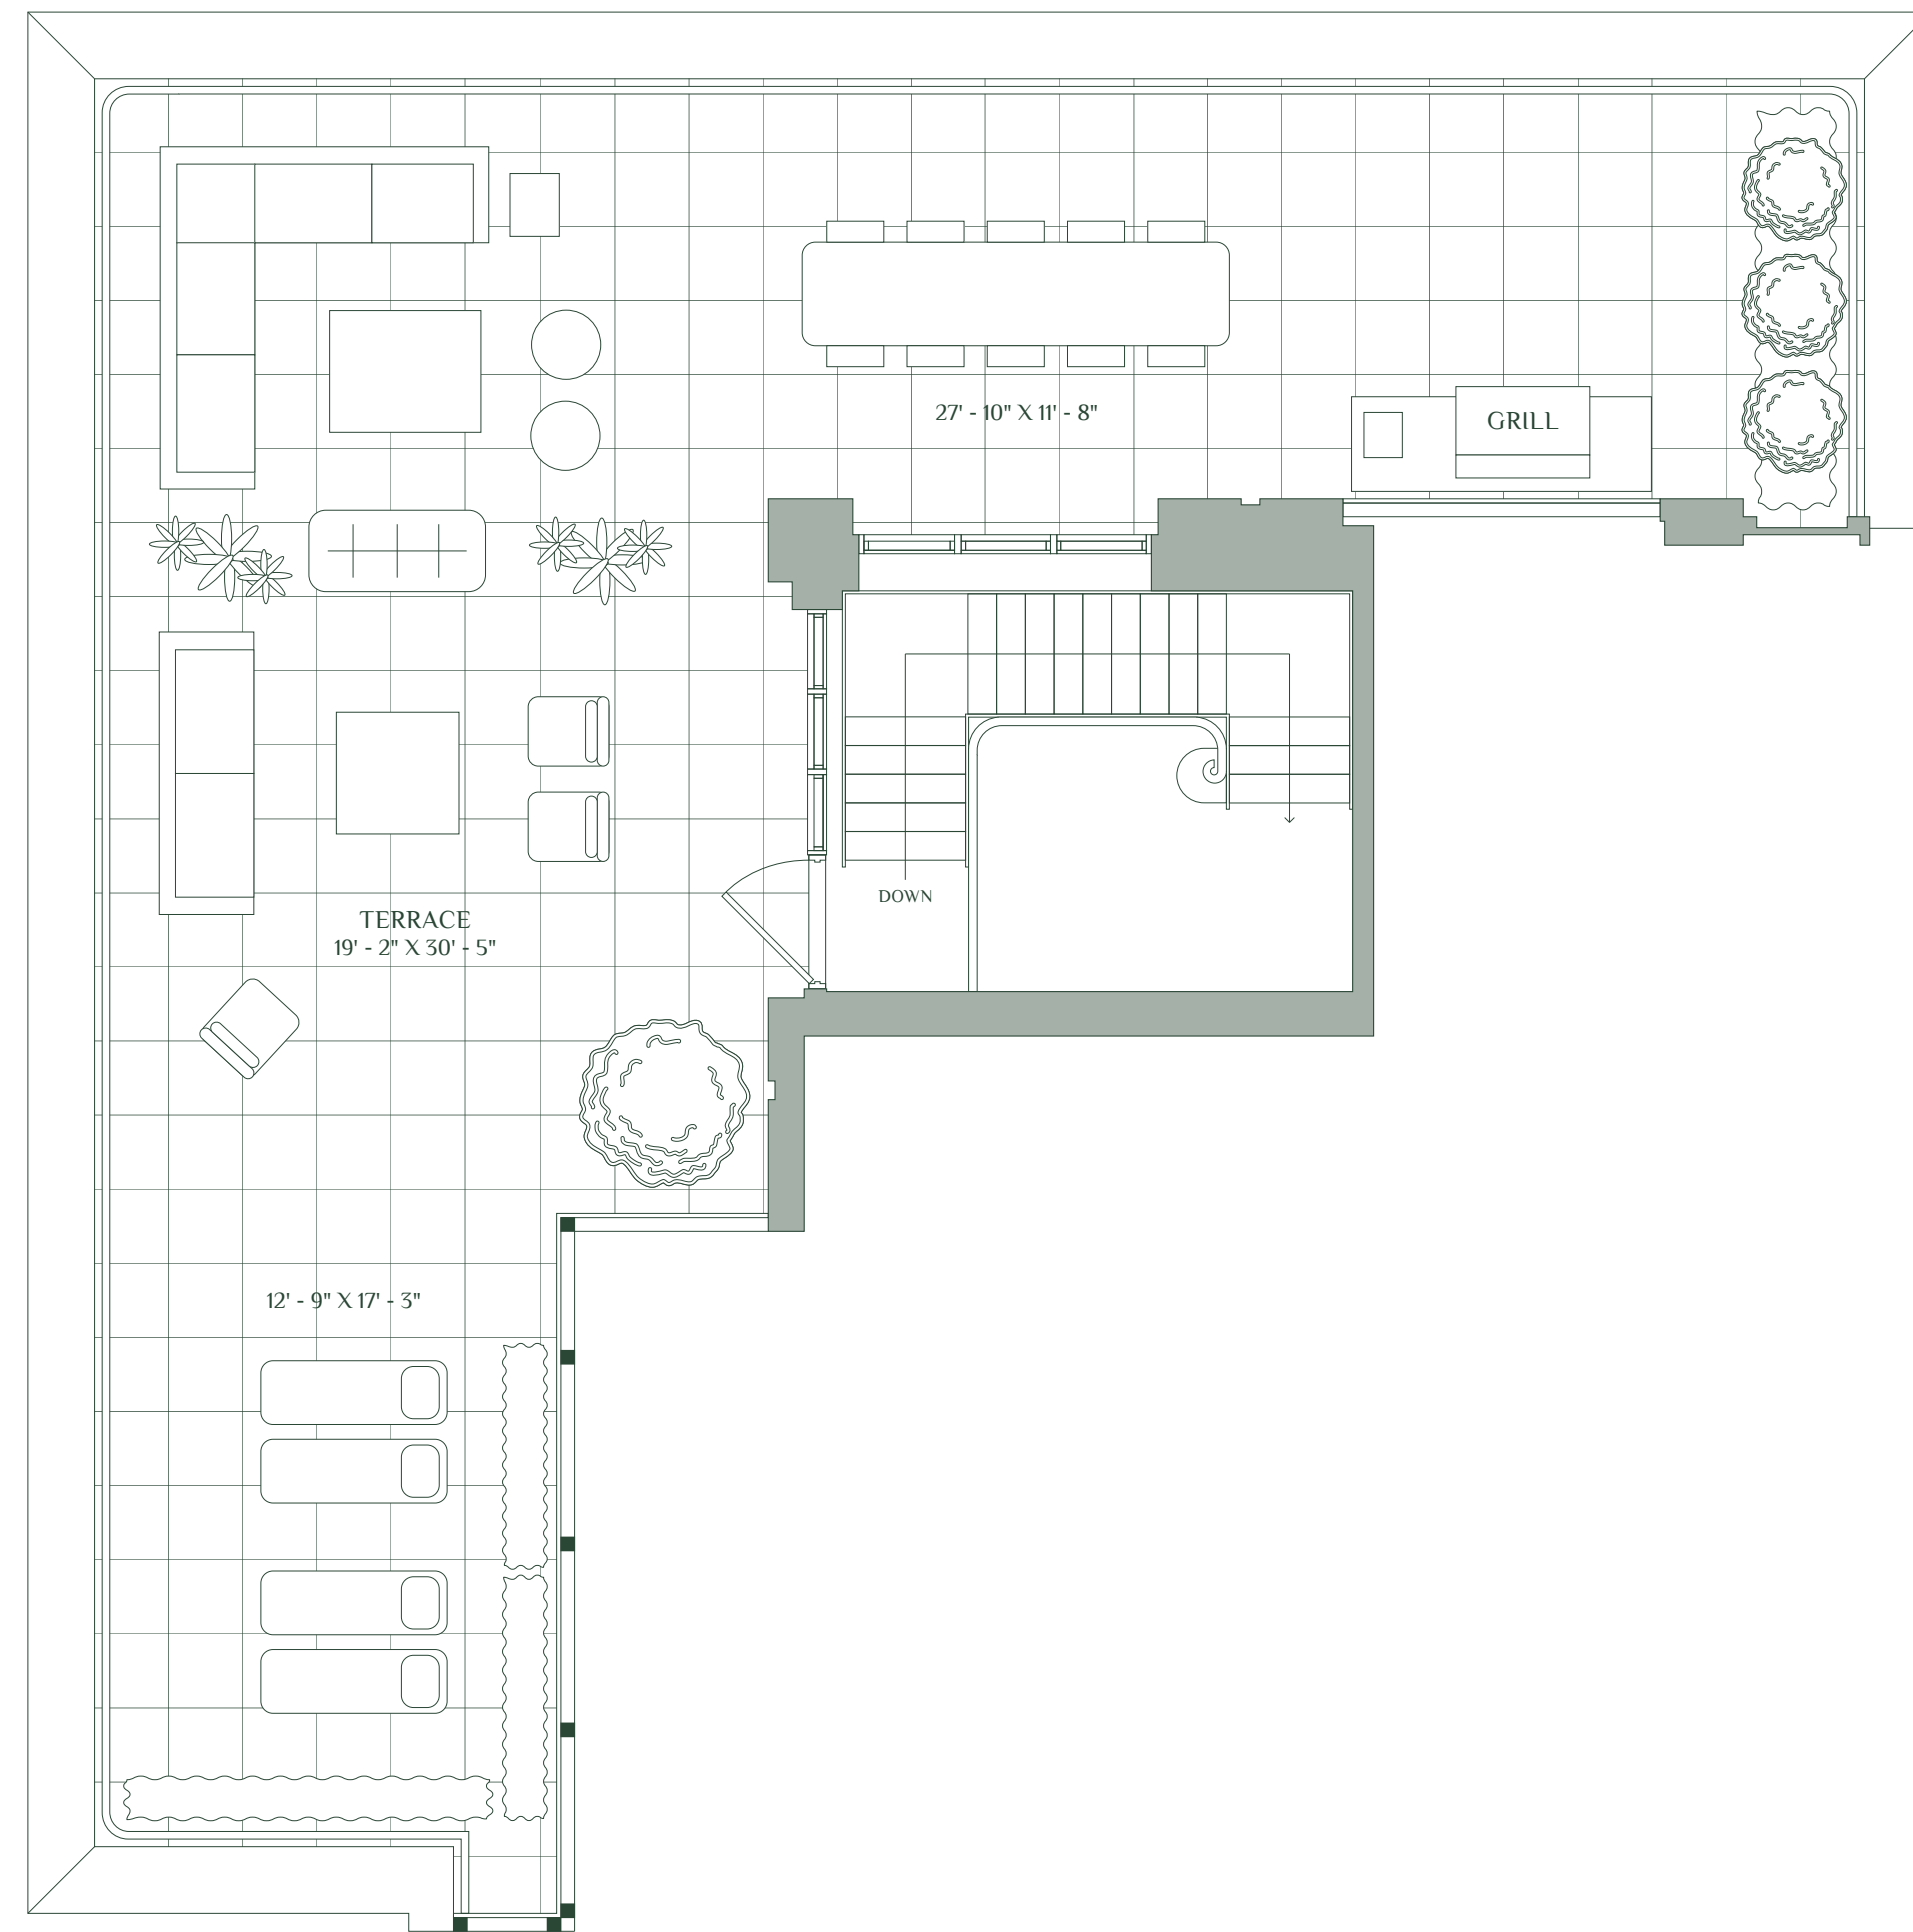 27' - 10" X 11' - 8"
GRILL
DOWN
TERRACE
19' - 2" X 30' - 5"
12' - 9" X 17' - 3"